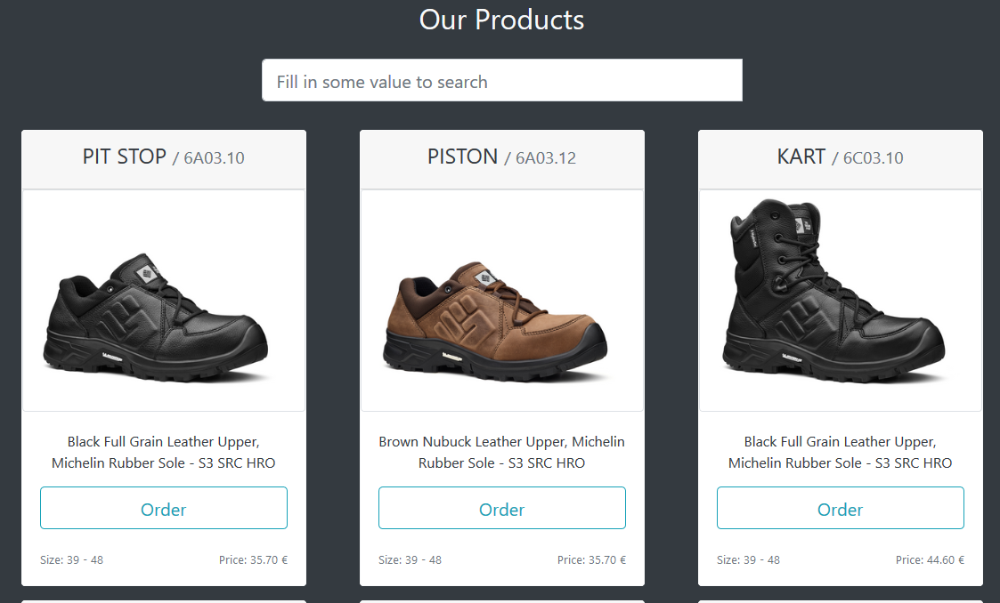 Our Products
Fill in some value to search
PIT STOP / 6A03.10
PISTON / 6A03.12
KART / 6C03.10
Black Full Grain Leather Upper,
Michelin Rubber Sole - S3 SRC HRO
Brown Nubuck Leather Upper, Michelin
Rubber Sole - S3 SRC HRO
Black Full Grain Leather Upper,
Michelin Rubber Sole - S3 SRC HRO
Order
Order
Order
Size: 39 - 48
Price: 35.70 €
Size: 39 - 48
Price: 35.70 €
Size: 39 - 48
Price: 44.60 €